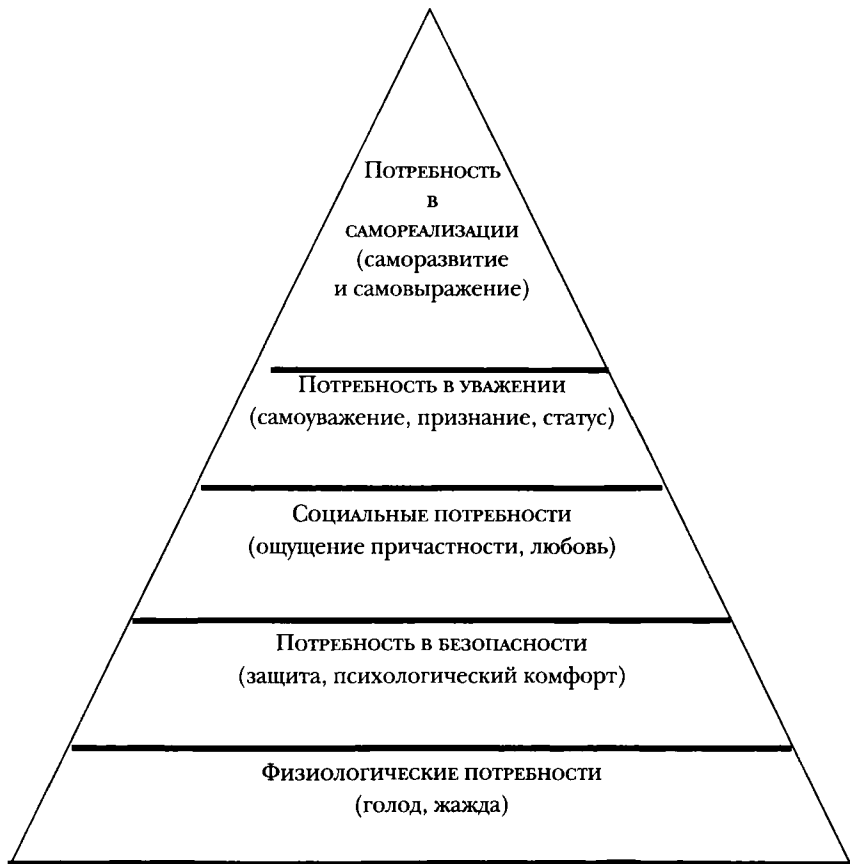 Потребность
в
самореализации
(саморазвитие
и самовыражение)
Потребность в уважении
(самоуважение, признание, статус)
Социальные потребности
(ощущение причастности, любовь)
Потребность в безопасности
(защита, психологический комфорт)
Физиологические потребности
(голод, жажда)